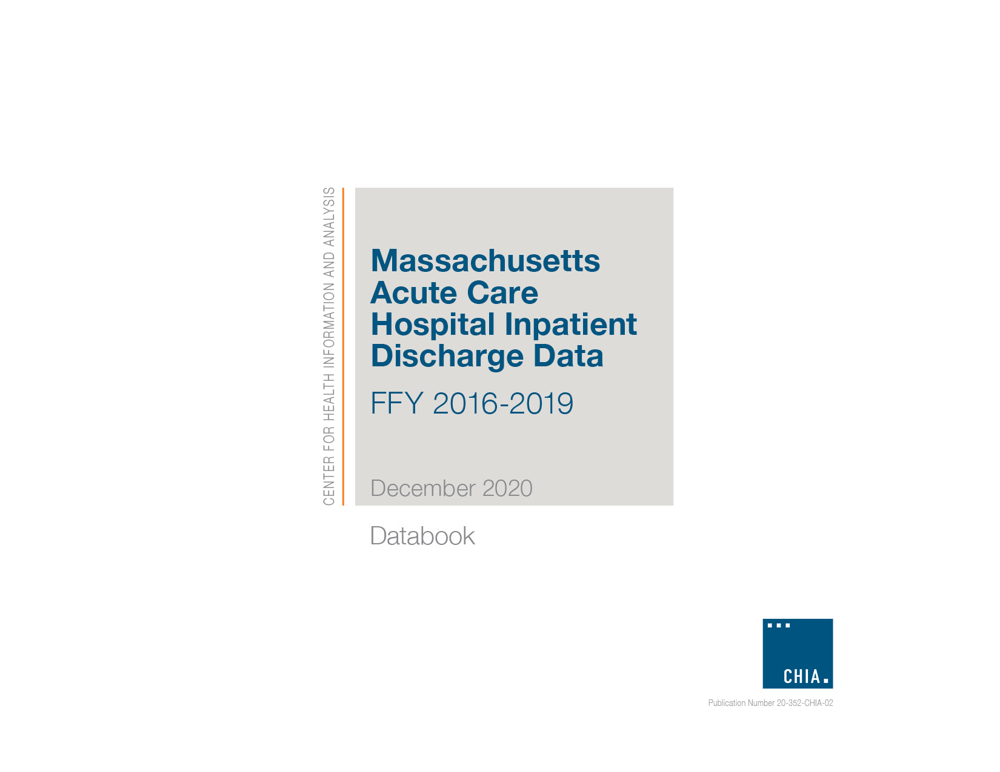 CENTER FOR HEALTH INFORMATION AND ANALYSIS
Massachusetts
Acute Care
Hospital Inpatient
Discharge Data
FFY 2016-2019
December 2020
Databook
CHIA.
Publication Number 20-352-CHIA-02